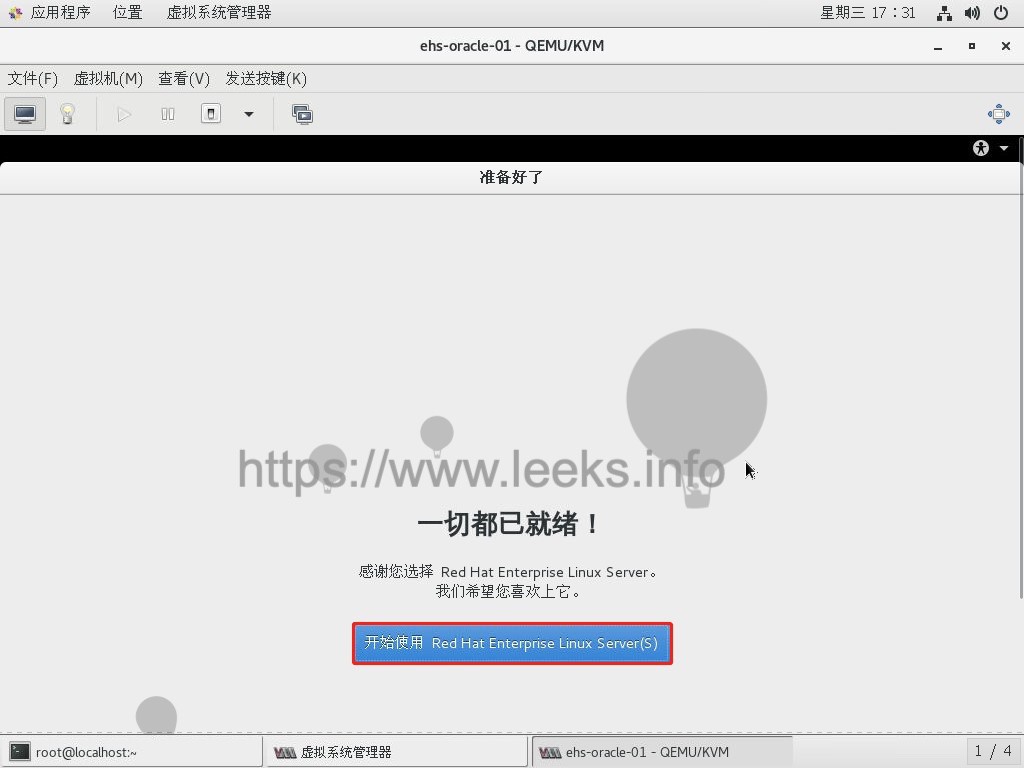 应用程序 位置 虚拟系统管理器 星期三 17：31
ehs-oracle-01 - QEMU/KVM
文件(F) 虚拟机(M) 查看(V) 发送按键(K)
准备好了
https://www.leeks.info
一切都已就绪！
感谢您选择 Red Hat Enterprise Linux Server。
我们希望您喜欢上它。
开始使用 Red Hat Enterprise Linux Server(S)
root@localhost:~ 虚拟系统管理器 ehs-oracle-01 - QEMU/KVM 1 / 4